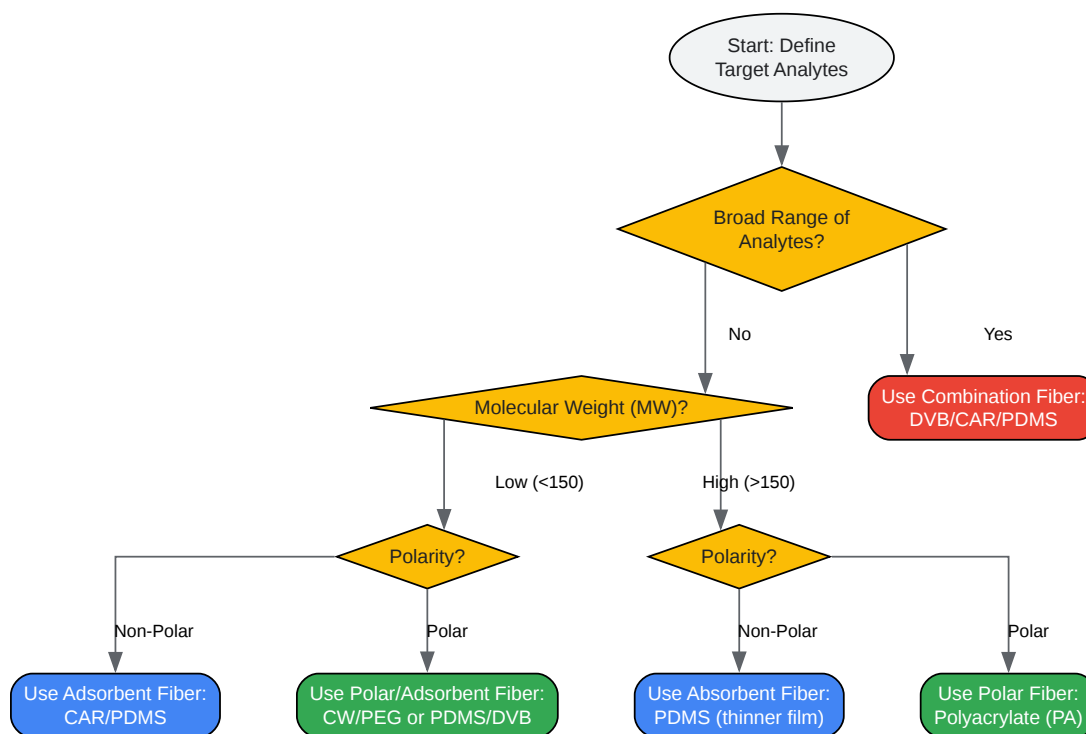 Start: Define
Target Analytes
Broad Range of
Analytes?
No
Yes
Use Combination Fiber:
DVB/CAR/PDMS
Molecular Weight (MW)?
Low (<150)
High (>150)
Polarity?
Polarity?
Non-Polar
Polar
Non-Polar
Polar
Use Adsorbent Fiber:
CAR/PDMS
Use Polar/Adsorbent Fiber:
CW/PEG or PDMS/DVB
Use Absorbent Fiber:
PDMS (thinner film)
Use Polar Fiber:
Polyacrylate (PA)